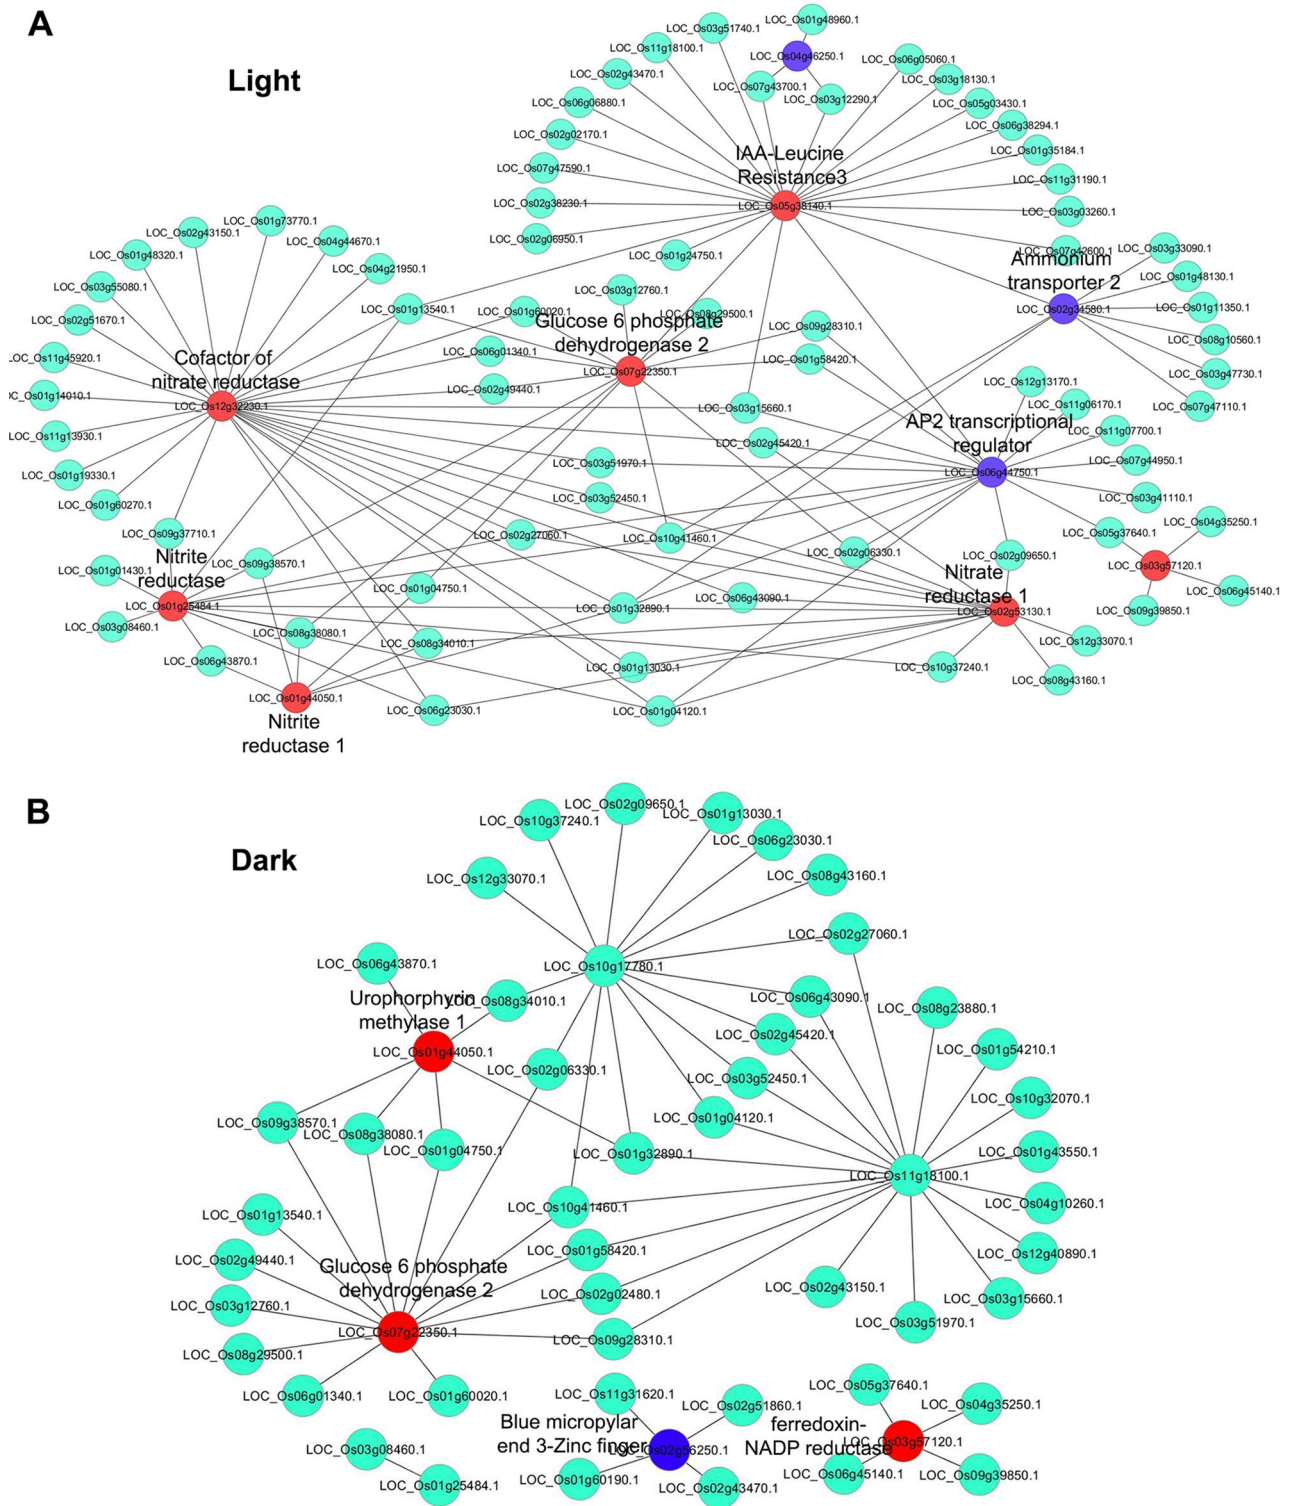 A
Light
LOC_Os01g48960.1
LOC_Os03g51740.1
LOC_Os11g18100.1
LOC_Os04g46250.1
LOC_Os06g05060.1
LOC_Os02g43470.1
LOC_Os07g43700.1
LOC_Os03g18130.1
LOC_Os06g06880.1
LOC_Os03g12290.1
LOC_Os05g03430.1
LOC_Os02g02170.1
LOC_Os06g38294.1
IAA-Leucine
Resistance3
LOC_Os01g35184.1
LOC_Os07g47590.1
LOC_Os11g31190.1
LOC_Os02g38230.1
LOC_Os05g38140.1
LOC_Os03g03260.1
LOC_Os02g06950.1
LOC_Os01g24750.1
LOC_Os07g42600.1
LOC_Os03g33090.1
Ammonium
transporter 2
LOC_Os02g34580.1
LOC_Os01g48130.1
LOC_Os01g11350.1
LOC_Os08g10560.1
LOC_Os03g47730.1
LOC_Os07g47110.1
LOC_Os01g73770.1
LOC_Os02g43150.1
LOC_Os04g44670.1
LOC_Os01g48320.1
LOC_Os04g21950.1
LOC_Os03g55080.1
LOC_Os01g13540.1
LOC_Os02g51670.1
LOC_Os11g45920.1
Cofactor of
nitrate reductase
LOC_Os12g32230.1
OC_Os01g14010.1
LOC_Os11g13930.1
LOC_Os01g19330.1
LOC_Os01g60270.1
LOC_Os09g37710.1
LOC_Os03g12760.1
LOC_Os01g60020.1
LOC_Os08g29500.1
Glucose 6 phosphate
dehydrogenase 2
LOC_Os07g22350.1
LOC_Os06g01340.1
LOC_Os02g49440.1
LOC_Os09g28310.1
LOC_Os01g58420.1
LOC_Os03g15660.1
LOC_Os02g45420.1
LOC_Os12g13170.1
LOC_Os11g06170.1
AP2 transcriptional
regulator
LOC_Os06g44750.1
LOC_Os11g07700.1
LOC_Os07g44950.1
LOC_Os03g41110.1
LOC_Os03g51970.1
LOC_Os03g52450.1
LOC_Os02g27060.1
LOC_Os10g41460.1
LOC_Os02g06330.1
LOC_Os02g09650.1
LOC_Os05g37640.1
LOC_Os04g35250.1
LOC_Os03g57120.1
LOC_Os06g45140.1
LOC_Os09g39850.1
Nitrite
reductase
LOC_Os01g25484.1
LOC_Os01g01430.1
LOC_Os09g38570.1
LOC_Os01g04750.1
LOC_Os06g43090.1
LOC_Os01g32890.1
Nitrate
reductase 1
LOC_Os02g53130.1
LOC_Os03g08460.1
LOC_Os08g38080.1
LOC_Os08g34010.1
LOC_Os12g33070.1
LOC_Os06g43870.1
LOC_Os01g13030.1
LOC_Os10g37240.1
LOC_Os08g43160.1
LOC_Os01g44050.1
LOC_Os06g23030.1
LOC_Os01g04120.1
Nitrite
reductase 1
B
Dark
LOC_Os02g09650.1
LOC_Os10g37240.1
LOC_Os01g13030.1
LOC_Os06g23030.1
LOC_Os12g33070.1
LOC_Os08g43160.1
LOC_Os02g27060.1
LOC_Os06g43870.1
LOC_Os10g17780.1
Urophorphyrin
methylase 1
LOC_Os01g44050.1
LOC_Os08g34010.1
LOC_Os06g43090.1
LOC_Os08g23880.1
LOC_Os02g45420.1
LOC_Os01g54210.1
LOC_Os02g06330.1
LOC_Os03g52450.1
LOC_Os10g32070.1
LOC_Os09g38570.1
LOC_Os08g38080.1
LOC_Os01g04750.1
LOC_Os01g04120.1
LOC_Os01g32890.1
LOC_Os01g43550.1
LOC_Os11g18100.1
LOC_Os04g10260.1
LOC_Os01g13540.1
LOC_Os10g41460.1
LOC_Os02g49440.1
LOC_Os01g58420.1
LOC_Os12g40890.1
Glucose 6 phosphate
dehydrogenase 2
LOC_Os07g22350.1
LOC_Os02g02480.1
LOC_Os02g43150.1
LOC_Os03g15660.1
LOC_Os03g12760.1
LOC_Os03g51970.1
LOC_Os08g29500.1
LOC_Os09g28310.1
LOC_Os06g01340.1
LOC_Os01g60020.1
LOC_Os11g31620.1
LOC_Os02g51860.1
Blue micropylar
end 3-Zinc finger
LOC_Os02g56250.1
LOC_Os01g60190.1
LOC_Os02g43470.1
LOC_Os05g37640.1
LOC_Os04g35250.1
ferredoxin-
NADP reductase
LOC_Os03g57120.1
LOC_Os06g45140.1
LOC_Os09g39850.1
LOC_Os03g08460.1
LOC_Os01g25484.1